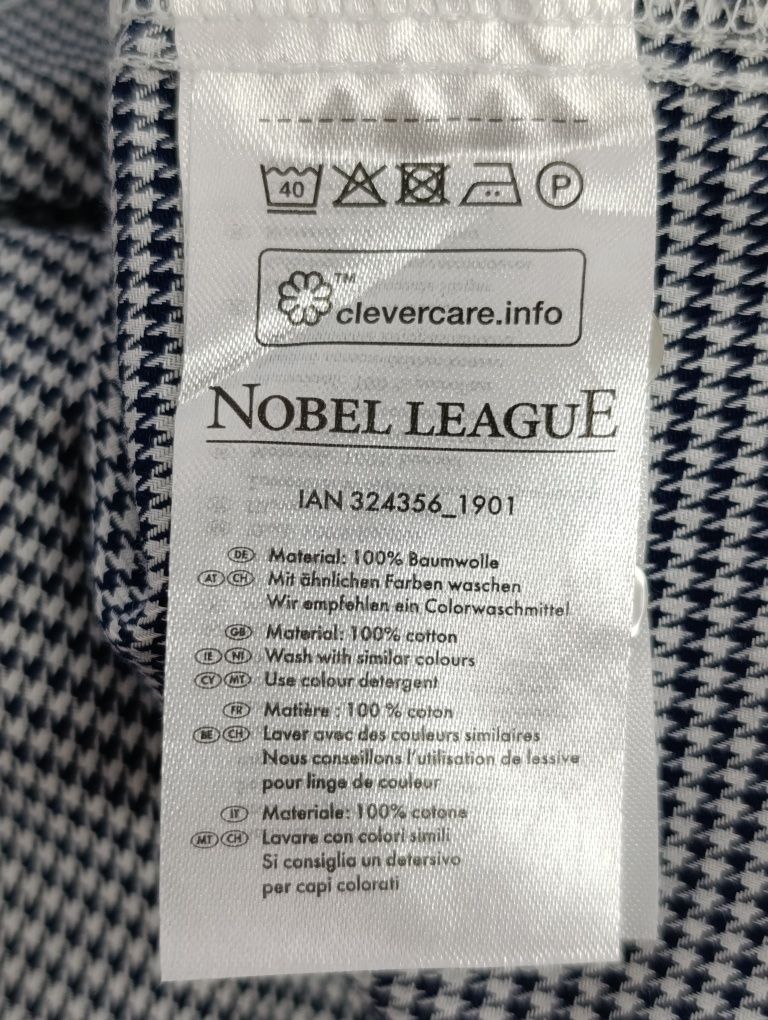 40
P
TM
clevercare.info
NOBEL LEAGUE
IAN 324356_1901
DE Material: 100% Baumwolle
AT CH Mit ähnlichen Farben waschen
Wir empfehlen ein Colorwaschmittel
GB Material: 100% cotton
IE NI Wash with similar colours
CY MT Use colour detergent
FR Matière : 100 % coton
BE CH Laver avec des couleurs similaires
Nous conseillons l'utilisation de lessive
pour linge de couleur
IT Materiale: 100% cotone
MT CH Lavare con colori simili
Si consiglia un detersivo
per capi colorati